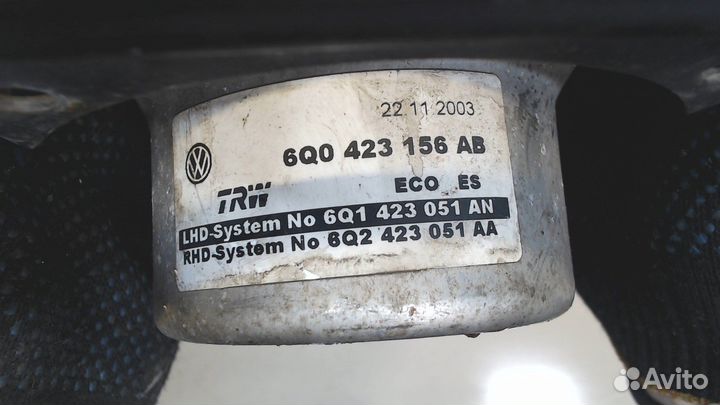 22.11.2003
6Q0 423 156 AB
TRW ECO ES
LHD-System No 6Q1 423 051 AN
RHD-System No 6Q2 423 051 AA
Avito